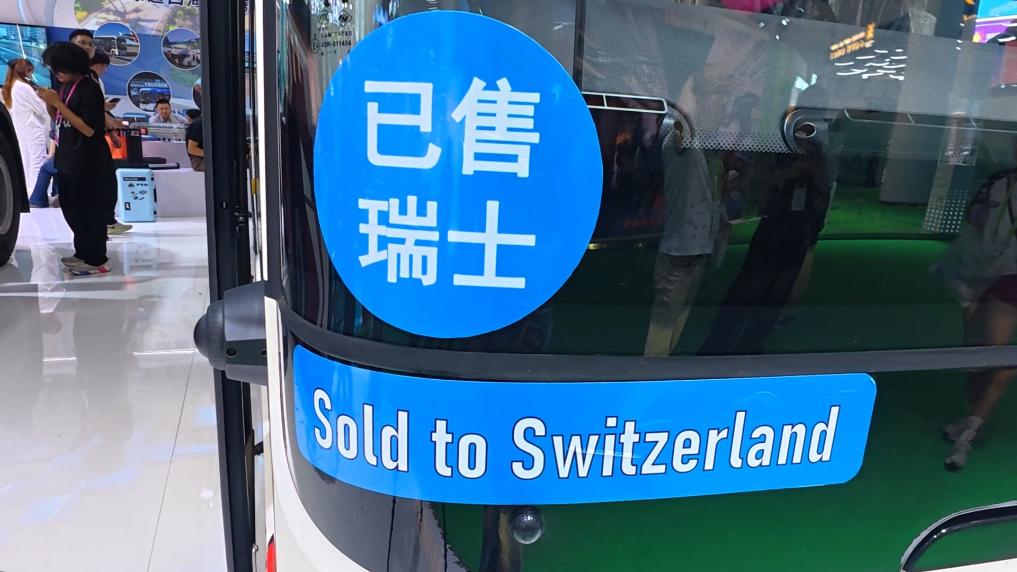 已售
瑞士
Sold to Switzerland